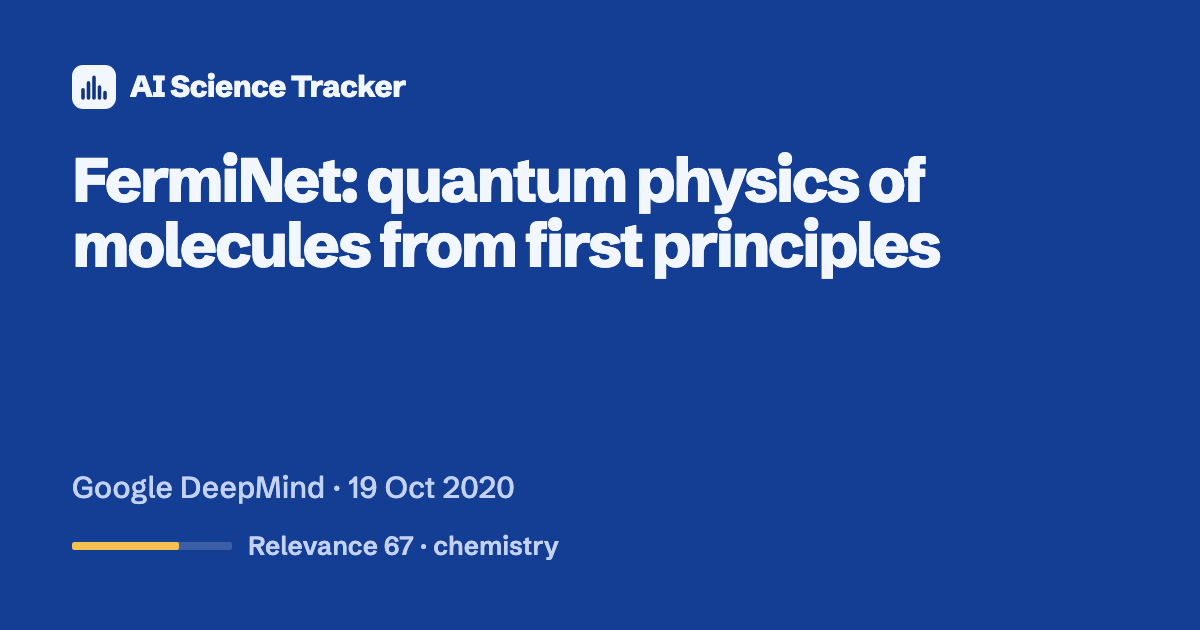 AI Science Tracker
FermiNet: quantum physics of
molecules from first principles
Google DeepMind · 19 Oct 2020
Relevance 67 · chemistry